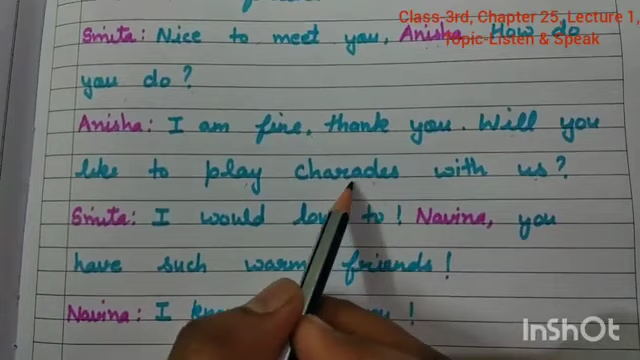 Class-3rd, Chapter 25, Lecture 1,
Topic-Listen & Speak
Smita: Nice to meet you, Anisha. How do
you do?
Anisha: I am fine, thank you. Will you
like to play charades with us?
Smita: I would to! Navina, you
have such warm friends!
Navina: I !
InShOt